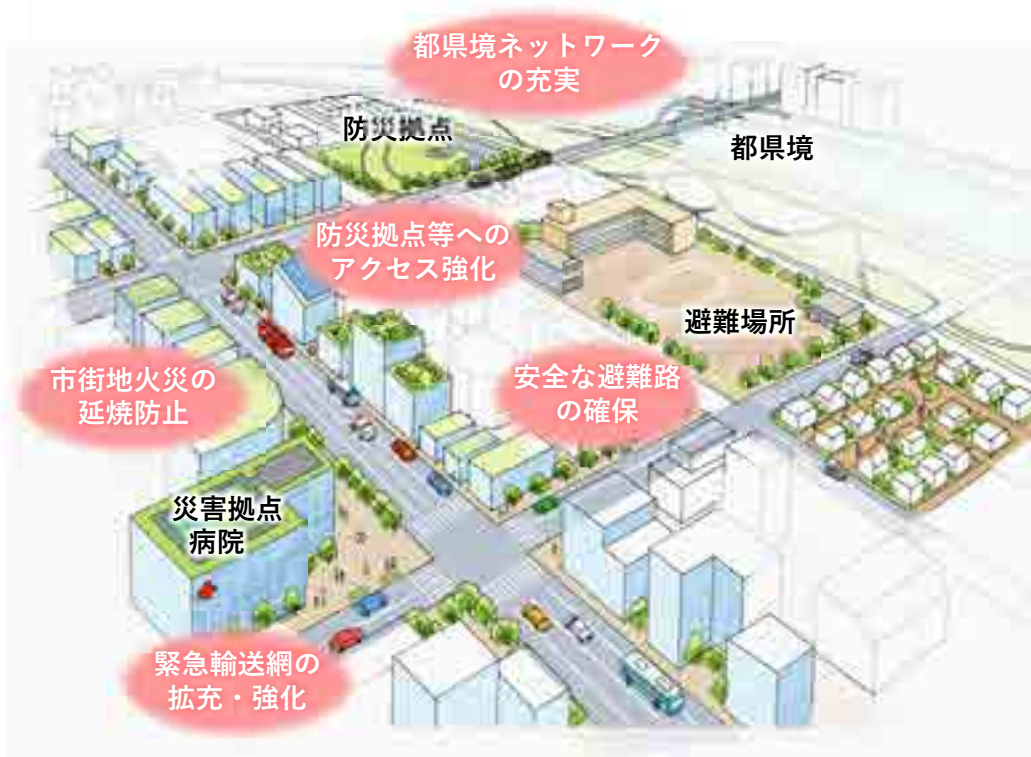 都県境ネットワーク
の充実
防災拠点
都県境
防災拠点等への
アクセス強化
避難場所
市街地火災の
延焼防止
安全な避難路
の確保
災害拠点
病院
緊急輸送網の
拡充・強化